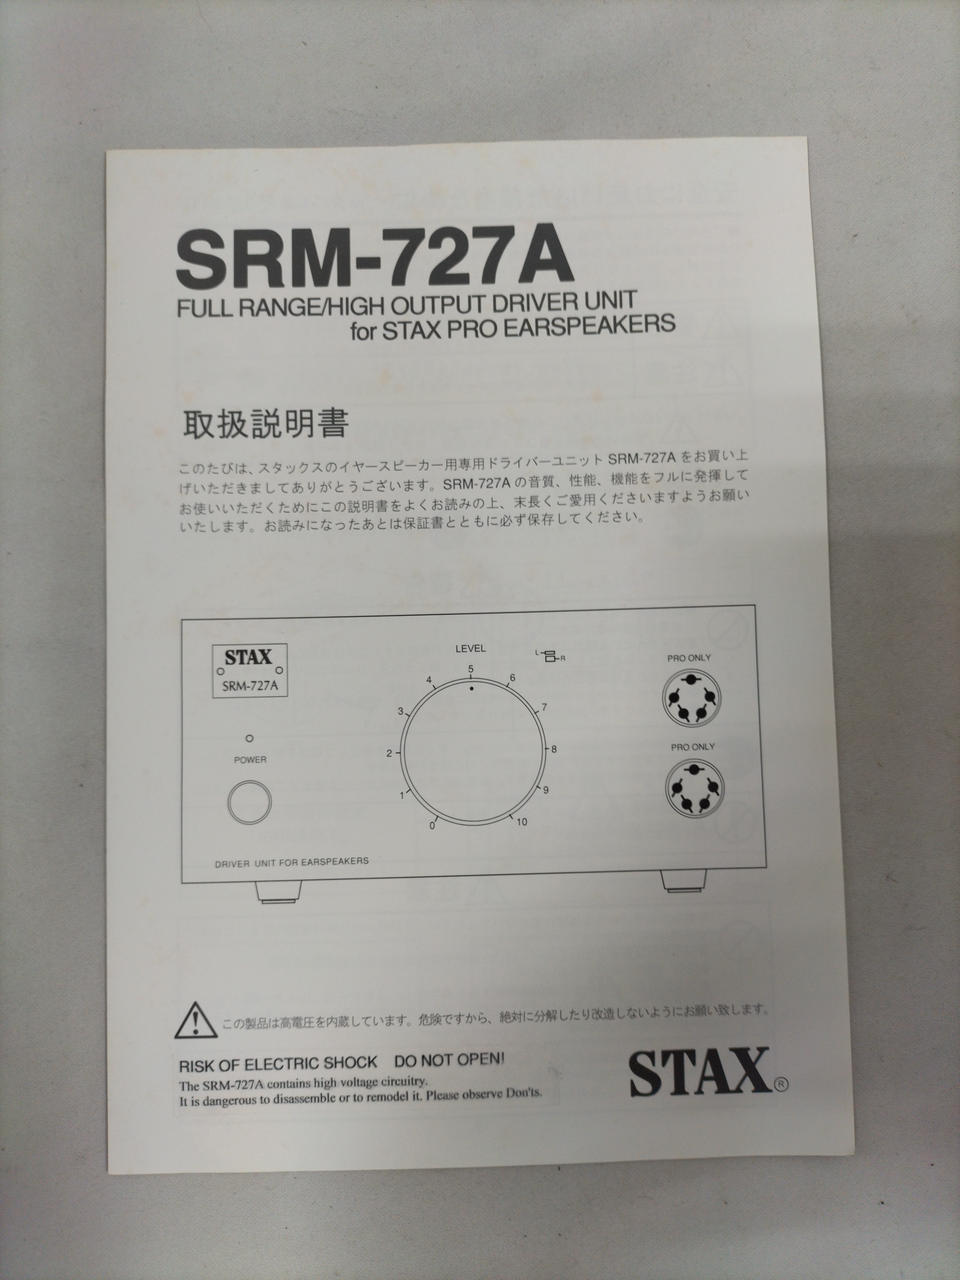 SRM-727A
FULL RANGE/HIGH OUTPUT DRIVER UNIT
for STAX PRO EARSPEAKERS
取扱説明書
このたびは、スタックスのイヤースピーカー用専用ドライバーユニット SRM-727A をお買い上
げいただきましてありがとうございます。SRM-727A の音質、性能、機能をフルに発揮して
お使いいただくためにこの説明書をよくお読みの上、末長くご愛用くださいますようお願い
いたします。お読みになったあとは保証書とともに必ず保存してください。
STAX
SRM-727A
POWER
LEVEL
0
1
2
3
4
5
6
7
8
9
10
L
R
PRO ONLY
PRO ONLY
DRIVER UNIT FOR EARSPEAKERS
この製品は高電圧を内蔵しています。危険ですから、絶対に分解したり改造しないようにお願い致します。
RISK OF ELECTRIC SHOCK DO NOT OPEN!
The SRM-727A contains high voltage circuitry.
It is dangerous to disassemble or to remodel it. Please observe Don'ts.
STAX®